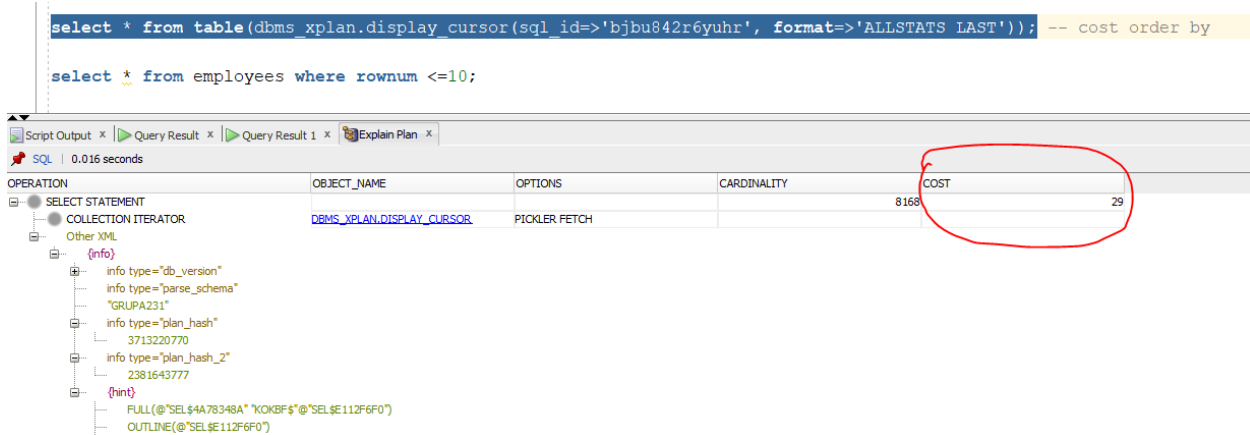 select * from table(dbms_xplan.display_cursor(sql_id=>'bjbu842r6yuhr', format=>'ALLSTATS LAST')); -- cost order by
select * from employees where rownum <=10;
Script Output x Query Result x Query Result 1 x Explain Plan x
SQL | 0.016 seconds
OPERATION OBJECT_NAME OPTIONS CARDINALITY COST
SELECT STATEMENT 8168 29
COLLECTION ITERATOR DBMS_XPLAN.DISPLAY_CURSOR PICKLER FETCH
Other XML
{info}
info type="db_version"
info type="parse_schema"
"GRUPA231"
info type="plan_hash"
3713220770
info type="plan_hash_2"
2381643777
{hint}
FULL(@"SEL$4A78348A" "KOKBF$"@"SEL$E112F6F0")
OUTLINE(@"SEL$E112F6F0")